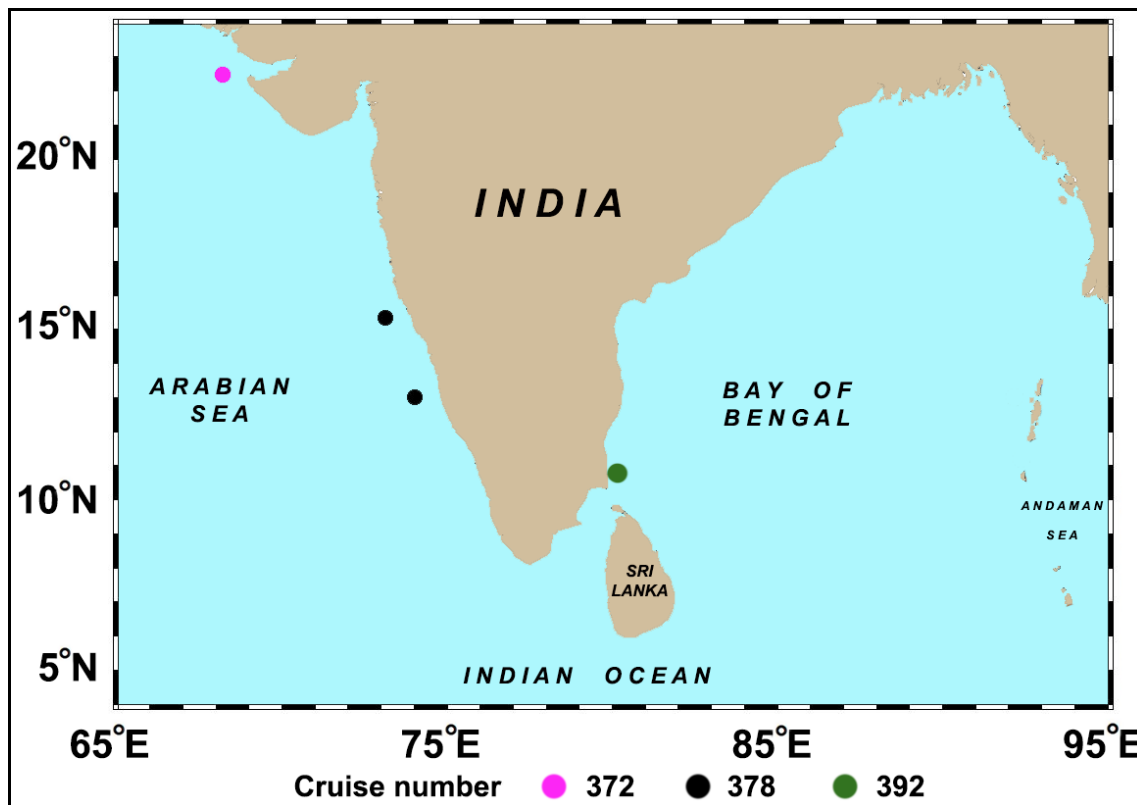 20°N
INDIA
15°N
ARABIAN
SEA
BAY OF
BENGAL
10°N
ANDAMAN
SEA
SRI
LANKA
5°N
INDIAN OCEAN
65°E 75°E 85°E 95°E
Cruise number 372 378 392